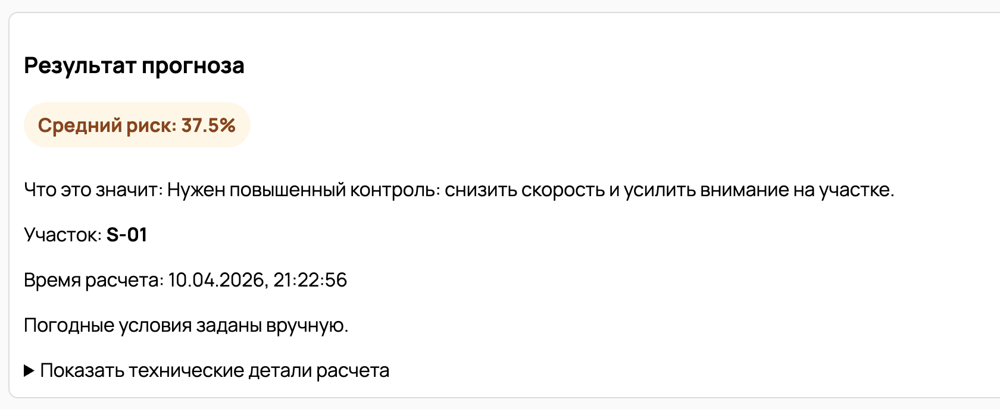 Результат прогноза
Средний риск: 37.5%
Что это значит: Нужен повышенный контроль: снизить скорость и усилить внимание на участке.
Участок: S-01
Время расчета: 10.04.2026, 21:22:56
Погодные условия заданы вручную.
▶ Показать технические детали расчета